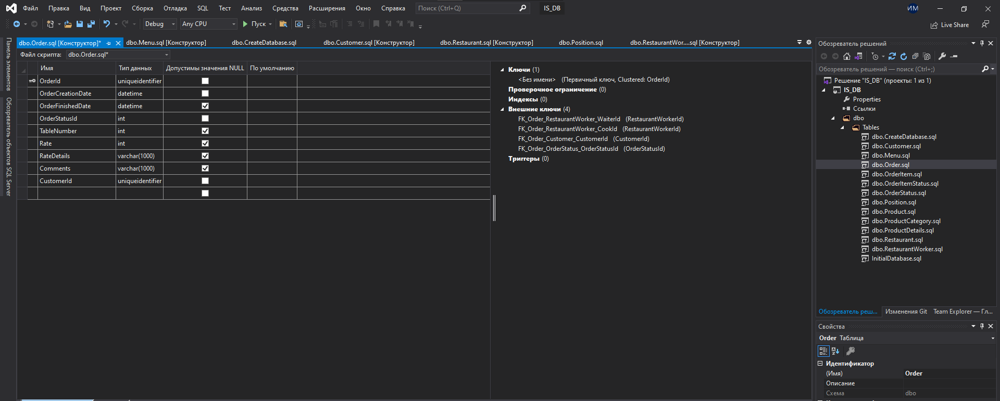 Файл Правка Вид Проект Сборка Отладка SQL Тест Анализ Средства Расширения Окно Справка Поиск (Ctrl+Q) IS_DB ИМ
Debug Any CPU Пуск Live Share
Панель элементов
Обозреватель объектов SQL Server
dbo.Order.sql [Конструктор]* dbo.Menu.sql [Конструктор] dbo.CreateDatabase.sql dbo.Customer.sql [Конструктор] dbo.Restaurant.sql [Конструктор] dbo.Position.sql dbo.RestaurantWor....sql [Конструктор]
Файл скрипта: dbo.Order.sql*
Имя Тип данных Допустимы значения NULL По умолчанию
OrderId uniqueidentifier
OrderCreationDate datetime
OrderFinishedDate datetime
OrderStatusId int
TableNumber int
Rate int
RateDetails varchar(1000)
Comments varchar(1000)
CustomerId uniqueidentifier
Ключи (1)
<Без имени> (Первичный ключ, Clustered: OrderId)
Проверочное ограничение (0)
Индексы (0)
Внешние ключи (4)
FK_Order_RestaurantWorker_WaiterId (RestaurantWorkerId)
FK_Order_RestaurantWorker_CookId (RestaurantWorkerId)
FK_Order_Customer_CustomerId (CustomerId)
FK_Order_OrderStatus_OrderStatusId (OrderStatusId)
Триггеры (0)
Обозреватель решений
Обозреватель решений — поиск (Ctrl+;)
Решение "IS_DB" (проекты: 1 из 1)
IS_DB
Properties
Ссылки
dbo
Tables
dbo.CreateDatabase.sql
dbo.Customer.sql
dbo.Menu.sql
dbo.Order.sql
dbo.OrderItem.sql
dbo.OrderItemStatus.sql
dbo.OrderStatus.sql
dbo.Position.sql
dbo.Product.sql
dbo.ProductCategory.sql
dbo.ProductDetails.sql
dbo.Restaurant.sql
dbo.RestaurantWorker.sql
InitialDatabase.sql
Обозреватель реш... Изменения Git Team Explorer — Гл...
Свойства
Order Таблица
Идентификатор
(Имя) Order
Описание
Схема dbo